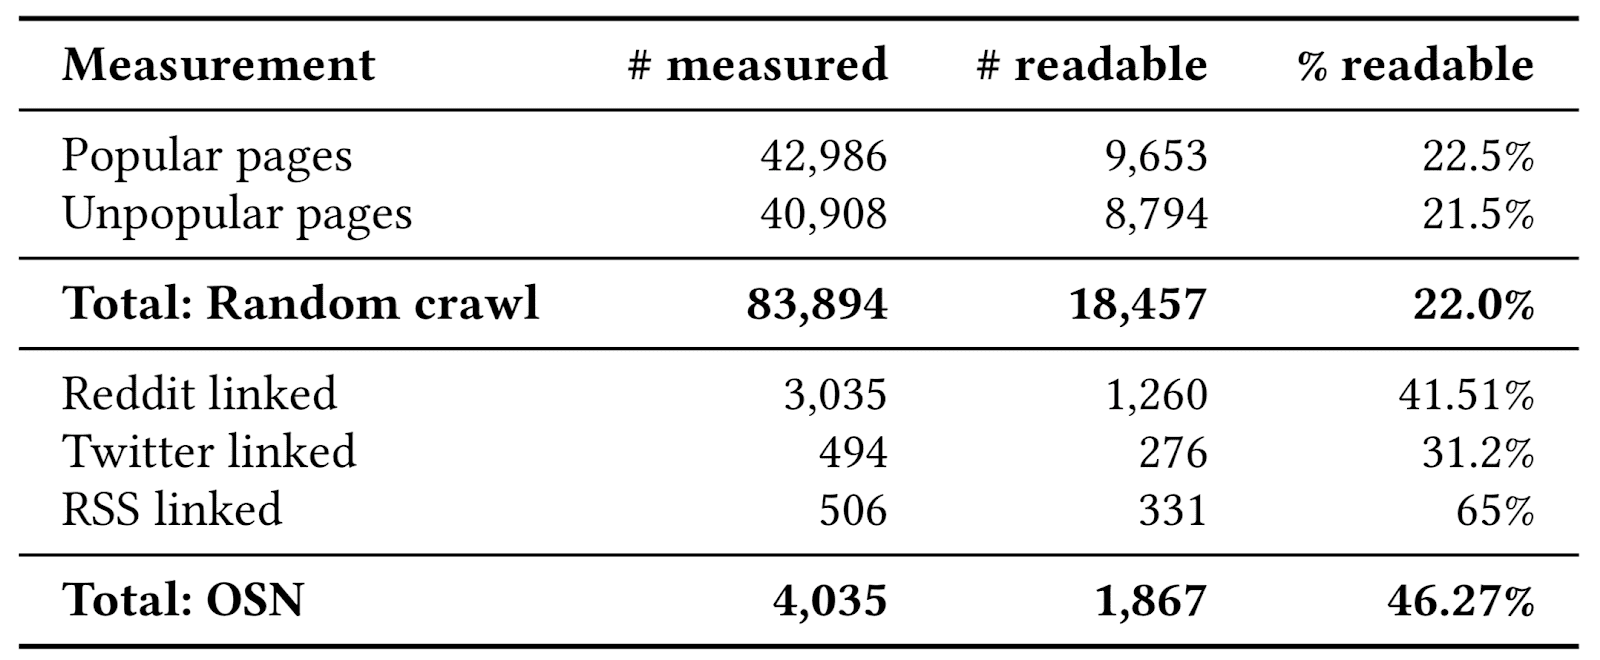 Measurement # measured # readable % readable
Popular pages 42,986 9,653 22.5%
Unpopular pages 40,908 8,794 21.5%
Total: Random crawl 83,894 18,457 22.0%
Reddit linked 3,035 1,260 41.51%
Twitter linked 494 276 31.2%
RSS linked 506 331 65%
Total: OSN 4,035 1,867 46.27%